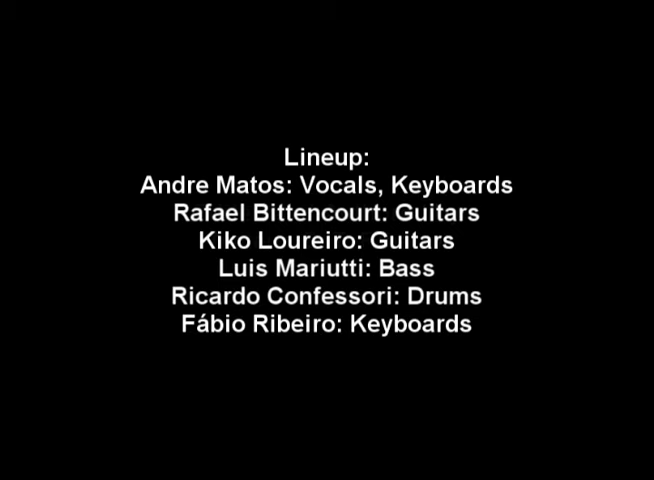 Lineup:
Andre Matos: Vocals, Keyboards
Rafael Bittencourt: Guitars
Kiko Loureiro: Guitars
Luis Mariutti: Bass
Ricardo Confessori: Drums
Fábio Ribeiro: Keyboards